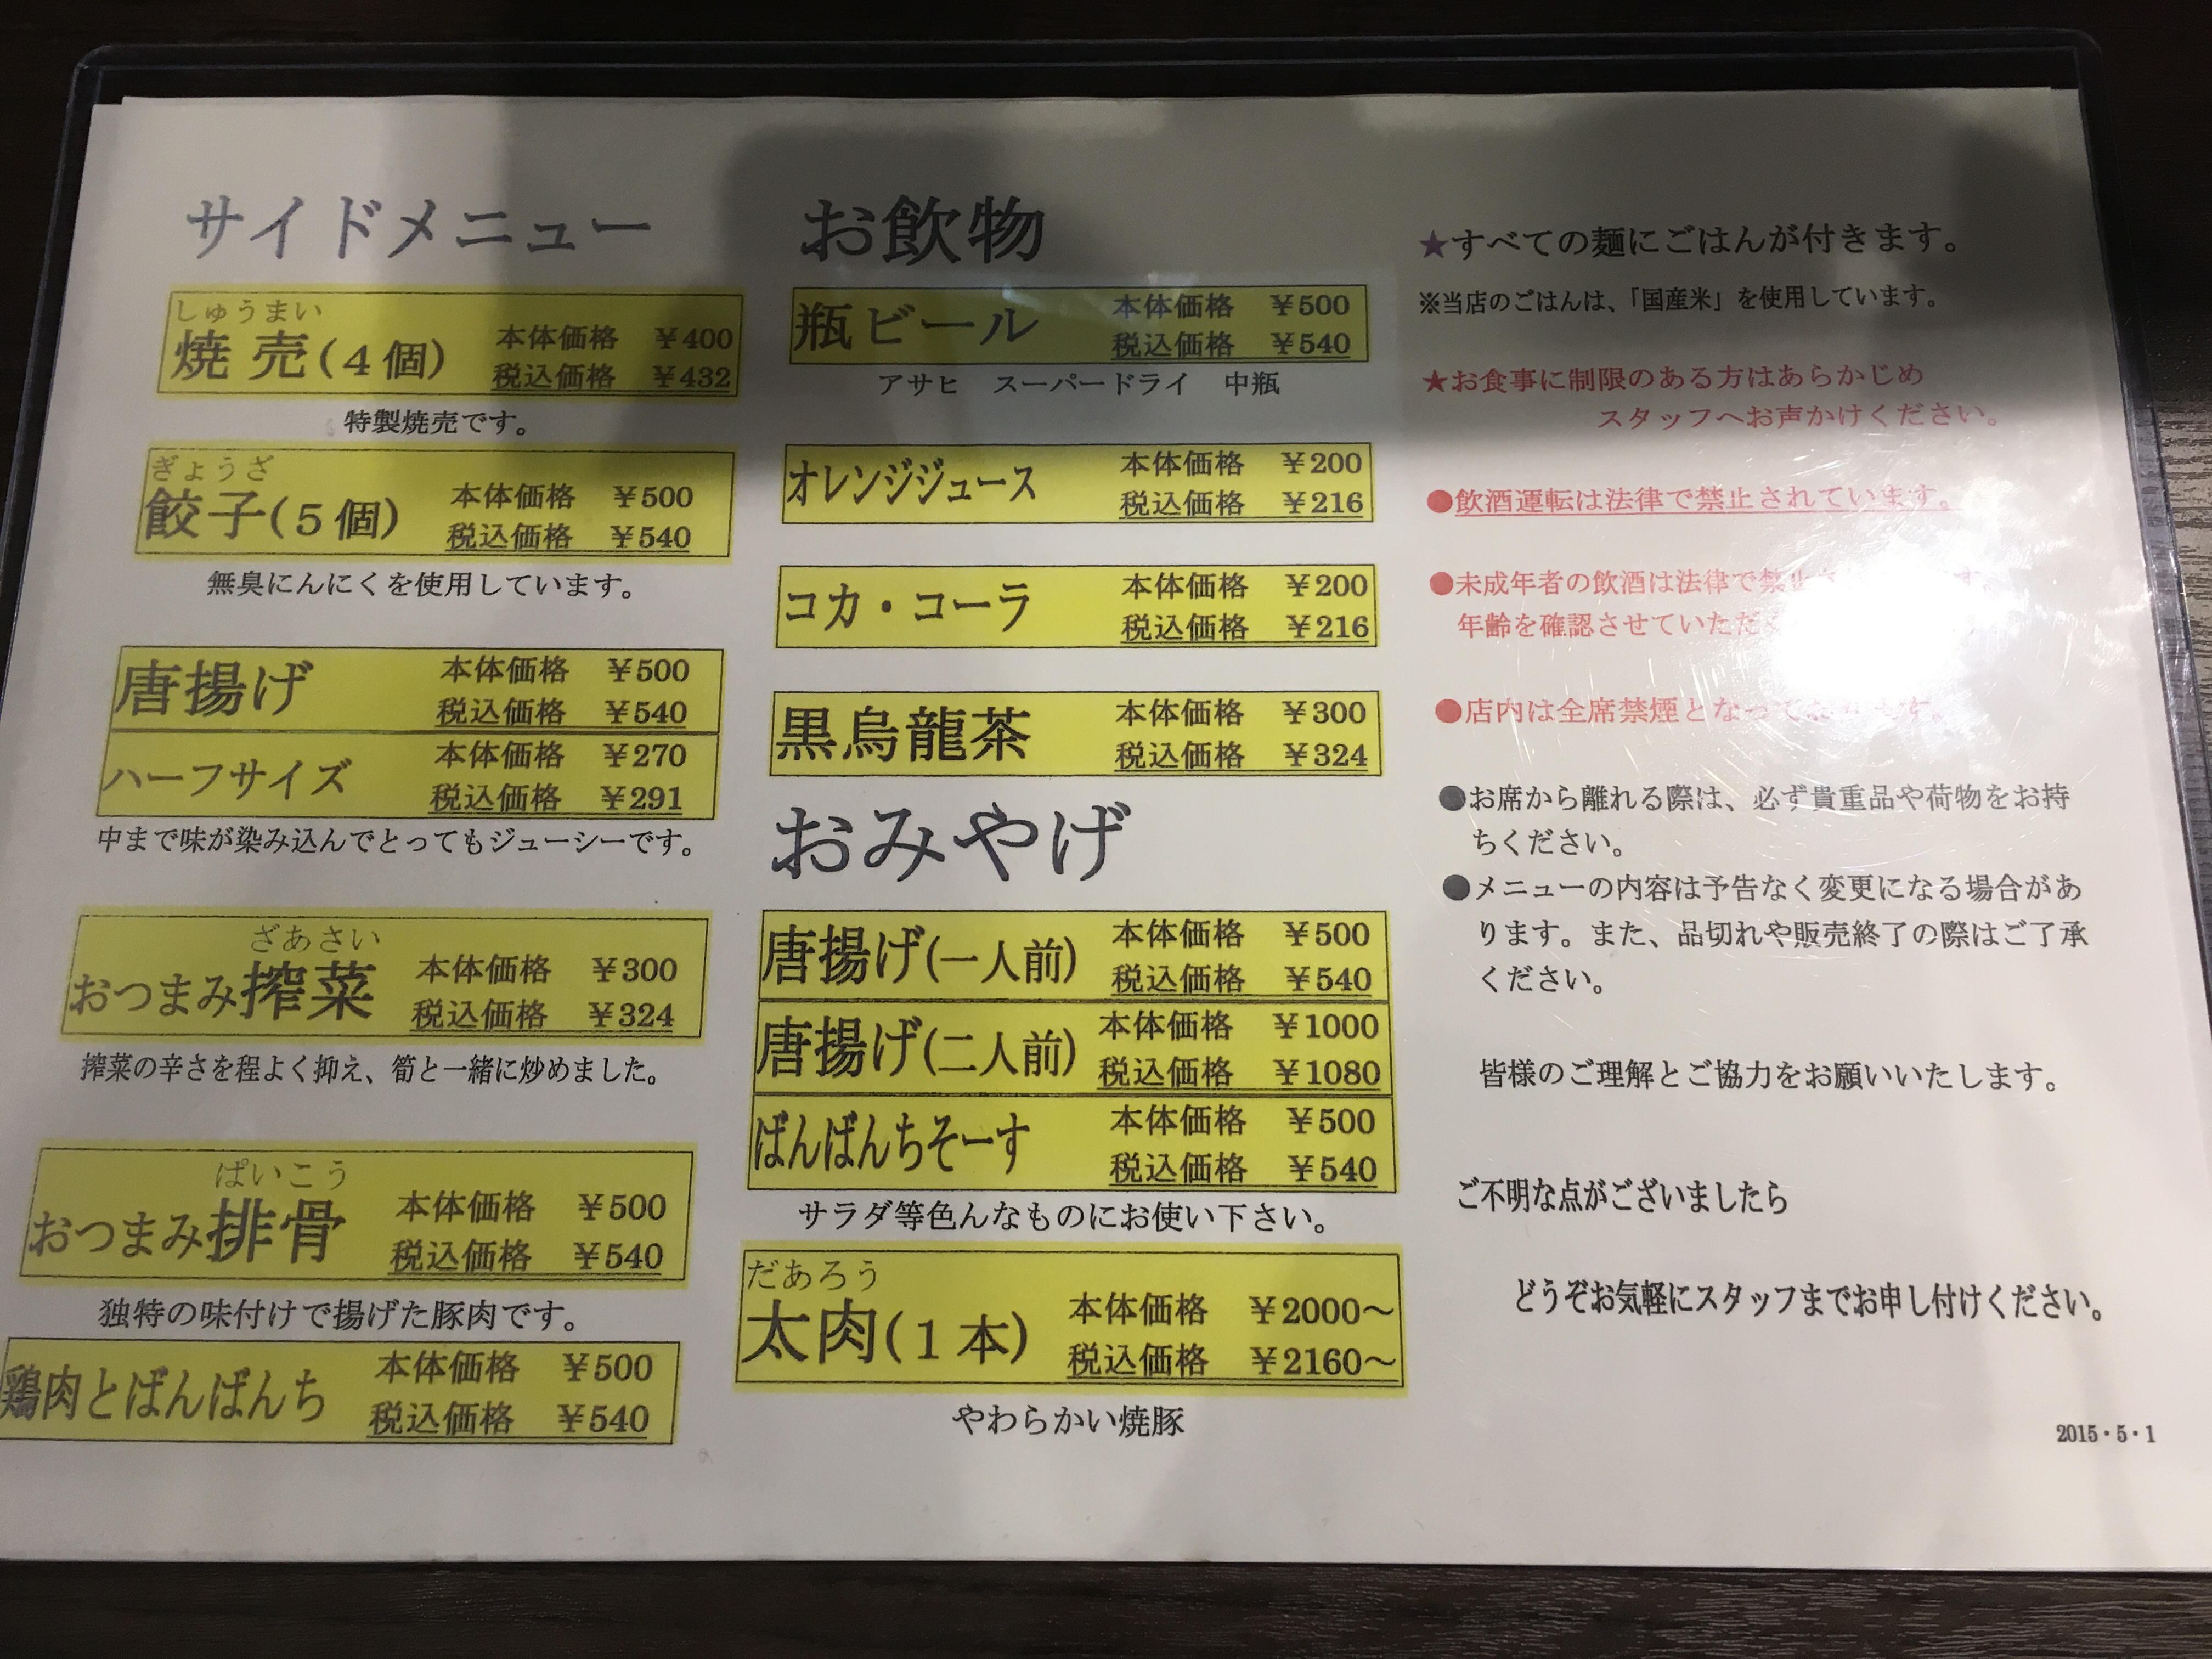 サイドメニュー
しゅうまい
焼売(4個) 本体価格 ¥400
税込価格 ¥432
特製焼売です。
ぎょうざ
餃子(5個) 本体価格 ¥500
税込価格 ¥540
無臭にんにくを使用しています。
唐揚げ 本体価格 ¥500
税込価格 ¥540
ハーフサイズ 本体価格 ¥270
税込価格 ¥291
中まで味が染み込んでとってもジューシーです。
ざあさい
おつまみ搾菜 本体価格 ¥300
税込価格 ¥324
搾菜の辛さを程よく抑え、筍と一緒に炒めました。
ぱいこう
おつまみ排骨 本体価格 ¥500
税込価格 ¥540
独特の味付けで揚げた豚肉です。
鶏肉とばんばんち 本体価格 ¥500
税込価格 ¥540
お飲物
瓶ビール 本体価格 ¥500
税込価格 ¥540
アサヒ スーパードライ 中瓶
オレンジジュース 本体価格 ¥200
税込価格 ¥216
コカ・コーラ 本体価格 ¥200
税込価格 ¥216
黒烏龍茶 本体価格 ¥300
税込価格 ¥324
おみやげ
唐揚げ(一人前) 本体価格 ¥500
税込価格 ¥540
唐揚げ(二人前) 本体価格 ¥1000
税込価格 ¥1080
ばんばんちそーす 本体価格 ¥500
税込価格 ¥540
サラダ等色んなものにお使い下さい。
だあろう
太肉(1本) 本体価格 ¥2000～
税込価格 ¥2160～
やわらかい焼豚
★すべての麺にごはんが付きます。
※当店のごはんは、「国産米」を使用しています。
★お食事に制限のある方はあらかじめ
スタッフへお声かけください。
●飲酒運転は法律で禁止されています。
●未成年者の飲酒は法律で禁止
年齢を確認させていただ
●店内は全席禁煙となっております。
●お席から離れる際は、必ず貴重品や荷物をお持
ちください。
●メニューの内容は予告なく変更になる場合があ
ります。また、品切れや販売終了の際はご了承
ください。
皆様のご理解とご協力をお願いいたします。
ご不明な点がございましたら
どうぞお気軽にスタッフまでお申し付けください。
2015・5・1